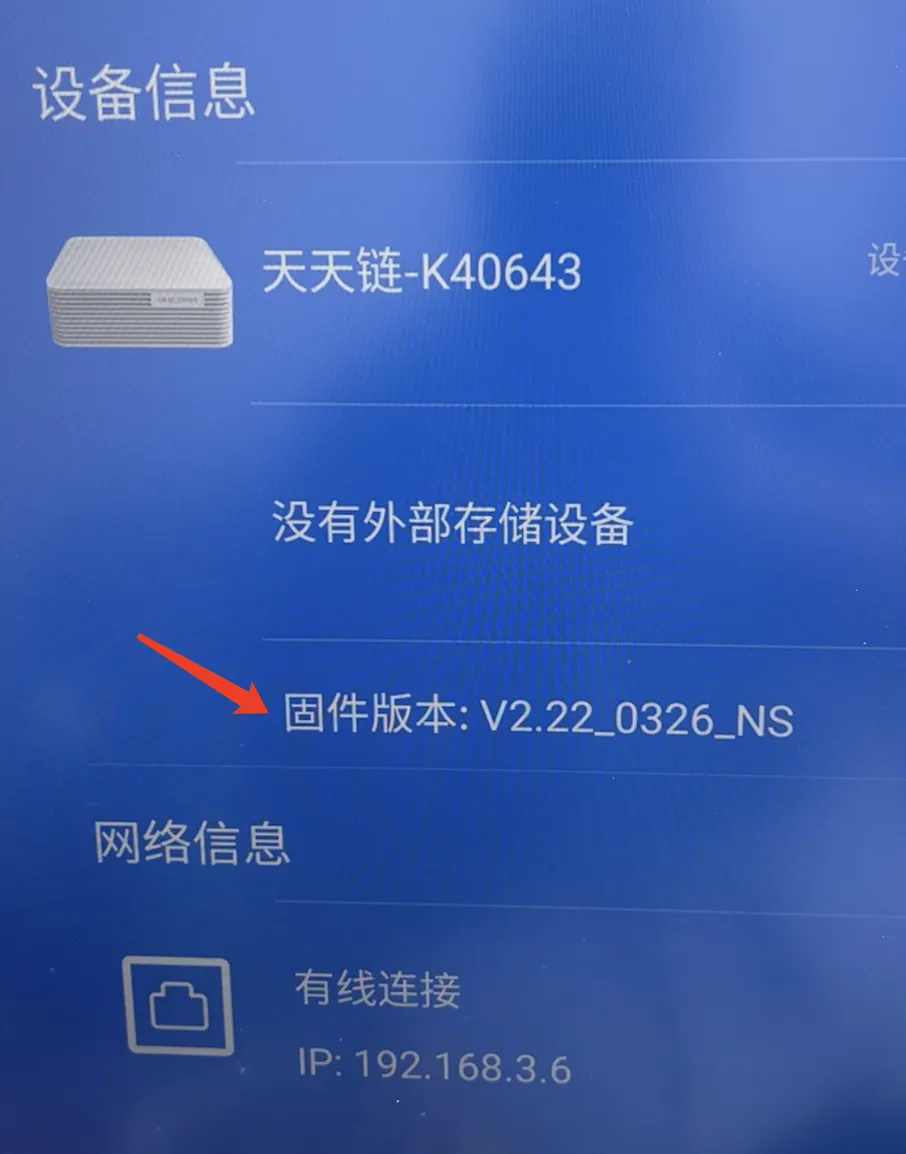 设备信息
天天链-K40643
设
没有外部存储设备
固件版本: V2.22_0326_NS
网络信息
有线连接
IP: 192.168.3.6